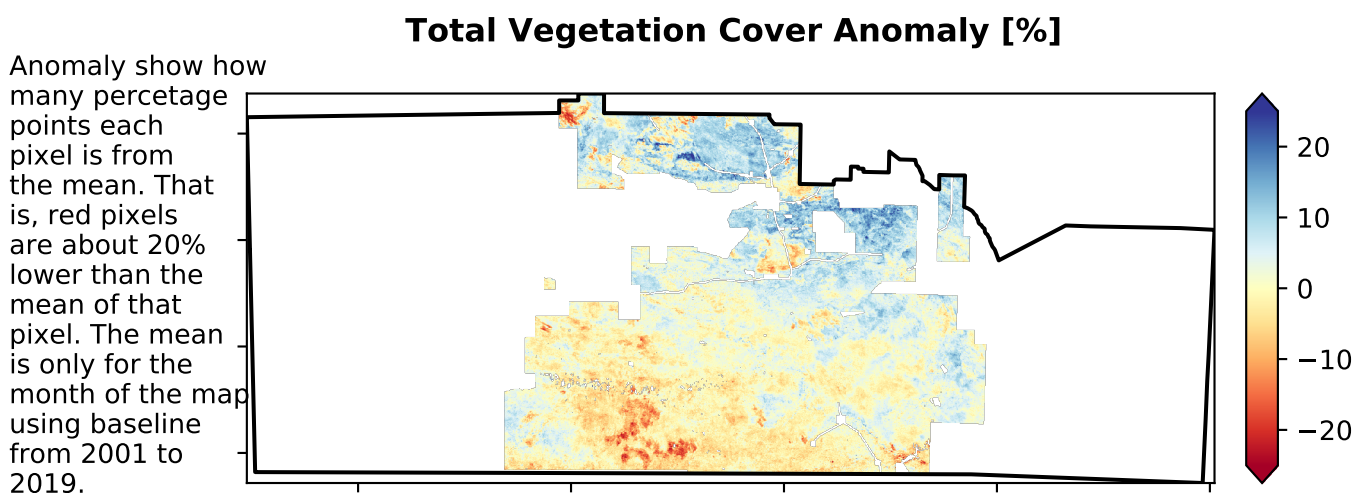 Total Vegetation Cover Anomaly [%]
Anomaly show how
many percetage
points each
pixel is from
the mean. That
is, red pixels
are about 20%
lower than the
mean of that
pixel. The mean
is only for the
month of the map
using baseline
from 2001 to
2019.
20
10
0
−10
−20